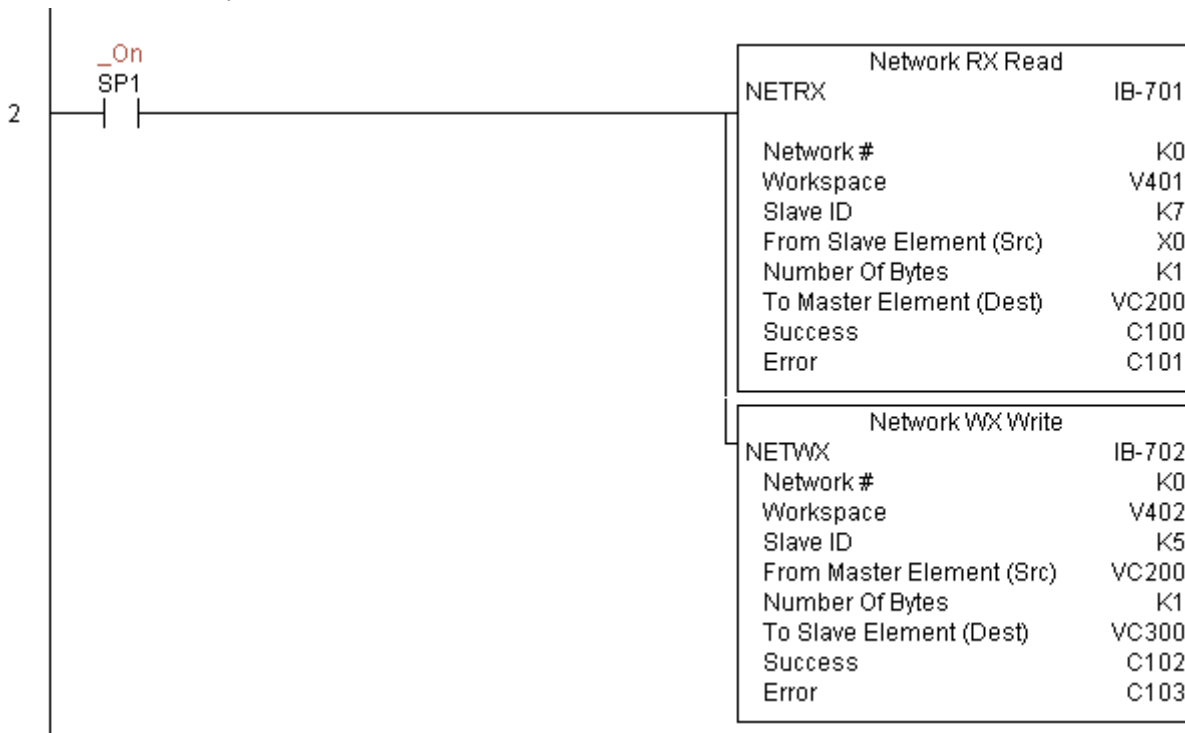 _On
SP1
2
Network RX Read
NETRX IB-701
Network # K0
Workspace V401
Slave ID K7
From Slave Element (Src) X0
Number Of Bytes K1
To Master Element (Dest) VC200
Success C100
Error C101
Network WX Write
NETWX IB-702
Network # K0
Workspace V402
Slave ID K5
From Master Element (Src) VC200
Number Of Bytes K1
To Slave Element (Dest) VC300
Success C102
Error C103